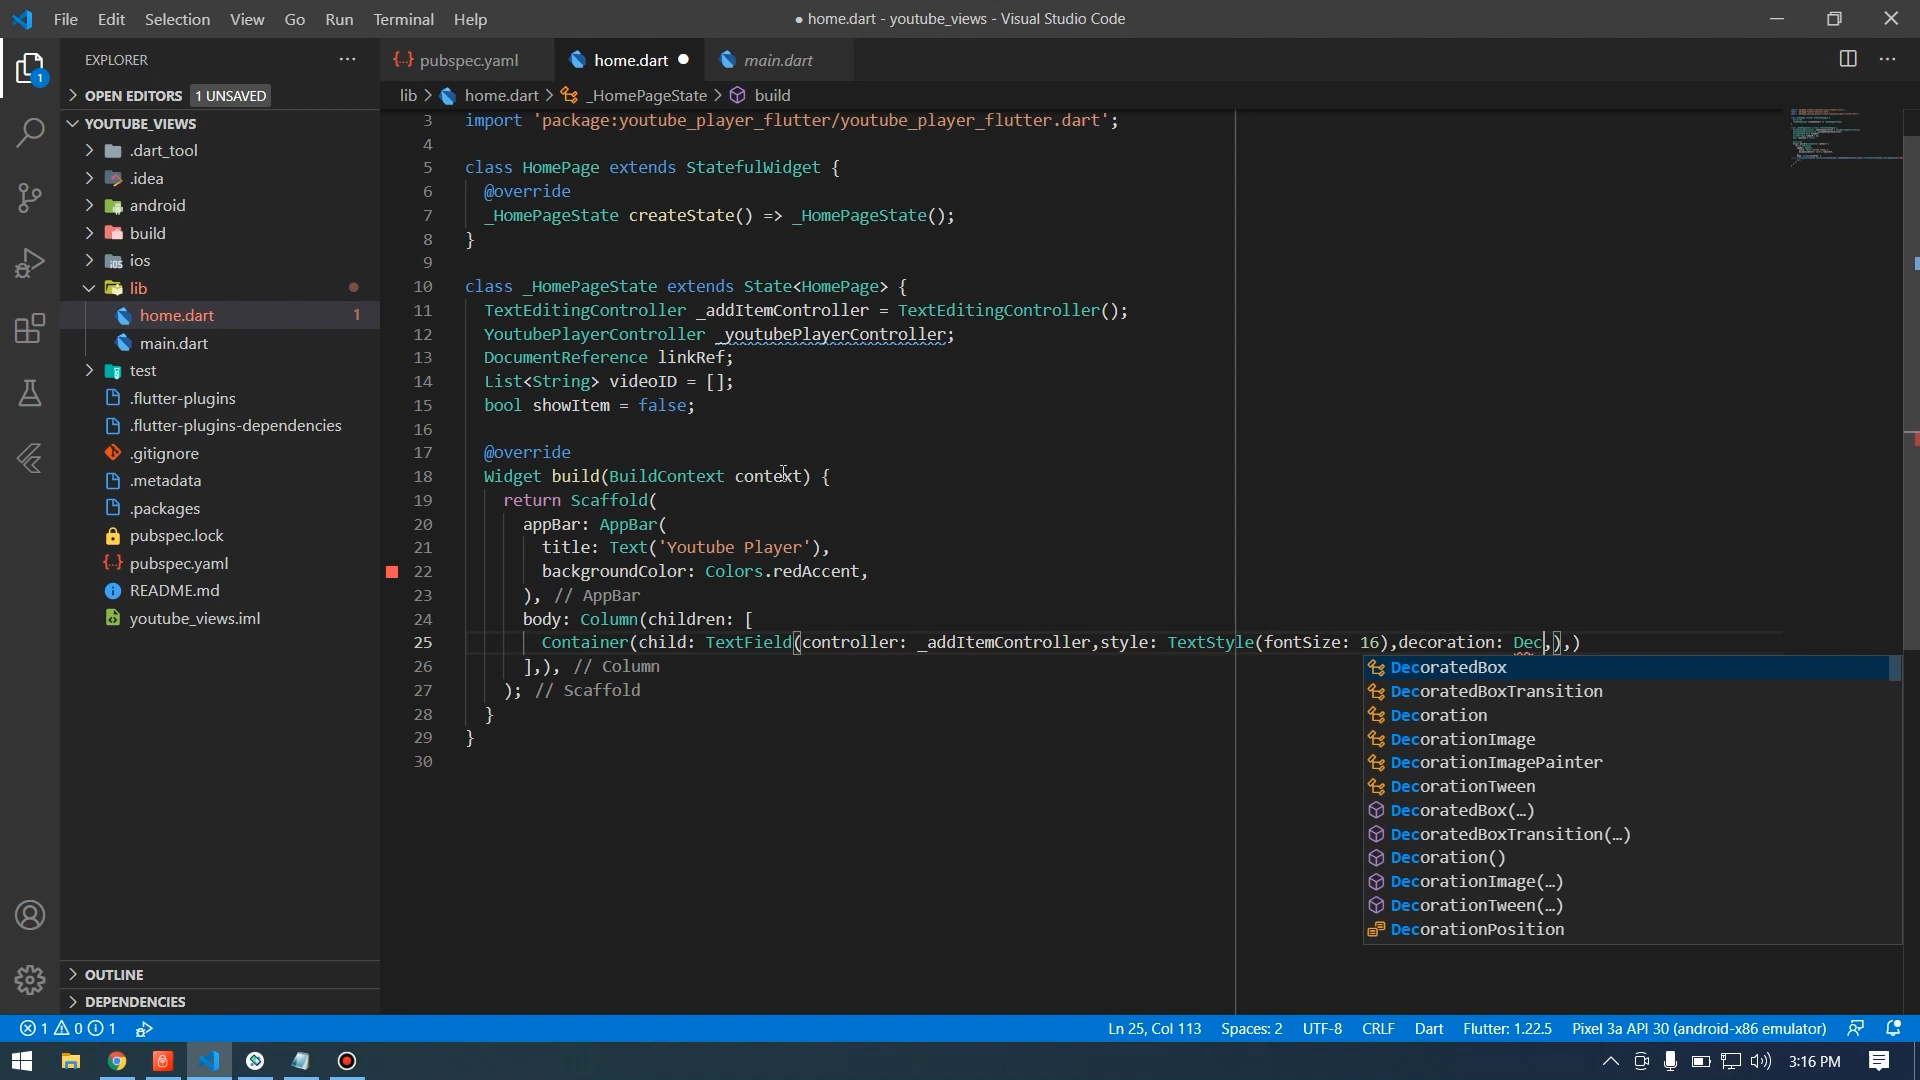 File Edit Selection View Go Run Terminal Help
● home.dart - youtube_views - Visual Studio Code
EXPLORER ···
pubspec.yaml home.dart ● main.dart
OPEN EDITORS 1 UNSAVED
lib > home.dart > _HomePageState > build
YOUTUBE_VIEWS
.dart_tool
.idea
android
build
ios
lib
home.dart 1
main.dart
test
.flutter-plugins
.flutter-plugins-dependencies
.gitignore
.metadata
.packages
pubspec.lock
pubspec.yaml
README.md
youtube_views.iml
OUTLINE
DEPENDENCIES
1
3 import 'package:youtube_player_flutter/youtube_player_flutter.dart';
4
5 class HomePage extends StatefulWidget {
6 @override
7 _HomePageState createState() => _HomePageState();
8 }
9
10 class _HomePageState extends State<HomePage> {
11 TextEditingController _addItemController = TextEditingController();
12 YoutubePlayerController _youtubePlayerController;
13 DocumentReference linkRef;
14 List<String> videoID = [];
15 bool showItem = false;
16
17 @override
18 Widget build(BuildContext context) {
19 return Scaffold(
20 appBar: AppBar(
21 title: Text('Youtube Player'),
22 backgroundColor: Colors.redAccent,
23 ), // AppBar
24 body: Column(children: [
25 Container(child: TextField(controller: _addItemController,style: TextStyle(fontSize: 16),decoration: Dec,),)
26 ],), // Column
27 ); // Scaffold
28 }
29 }
30
DecoratedBox
DecoratedBoxTransition
Decoration
DecorationImage
DecorationImagePainter
DecorationTween
DecoratedBox(…)
DecoratedBoxTransition(…)
Decoration()
DecorationImage(…)
DecorationTween(…)
DecorationPosition
1 0 1 Ln 25, Col 113 Spaces: 2 UTF-8 CRLF Dart Flutter: 1.22.5 Pixel 3a API 30 (android-x86 emulator)
3:16 PM